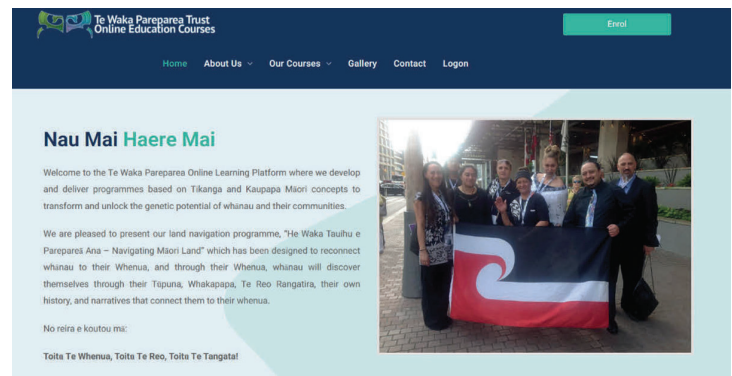 Te Waka Pareparea Trust
Online Education Courses
Enrol
Home About Us Our Courses Gallery Contact Logon
Nau Mai Haere Mai
Welcome to the Te Waka Pareparea Online Learning Platform where we develop
and deliver programmes based on Tikanga and Kaupapa Māori concepts to
transform and unlock the genetic potential of whānau and their communities.
We are pleased to present our land navigation programme, “He Waka Tauihu e
Parepareā Ana – Navigating Māori Land” which has been designed to reconnect
whānau to their Whenua, and through their Whenua, whānau will discover
themselves through their Tūpuna, Whakapapa, Te Reo Rangatira, their own
history, and narratives that connect them to their whenua.
No reira e koutou mā:
Toitū Te Whenua, Toitū Te Reo, Toitū Te Tangata!